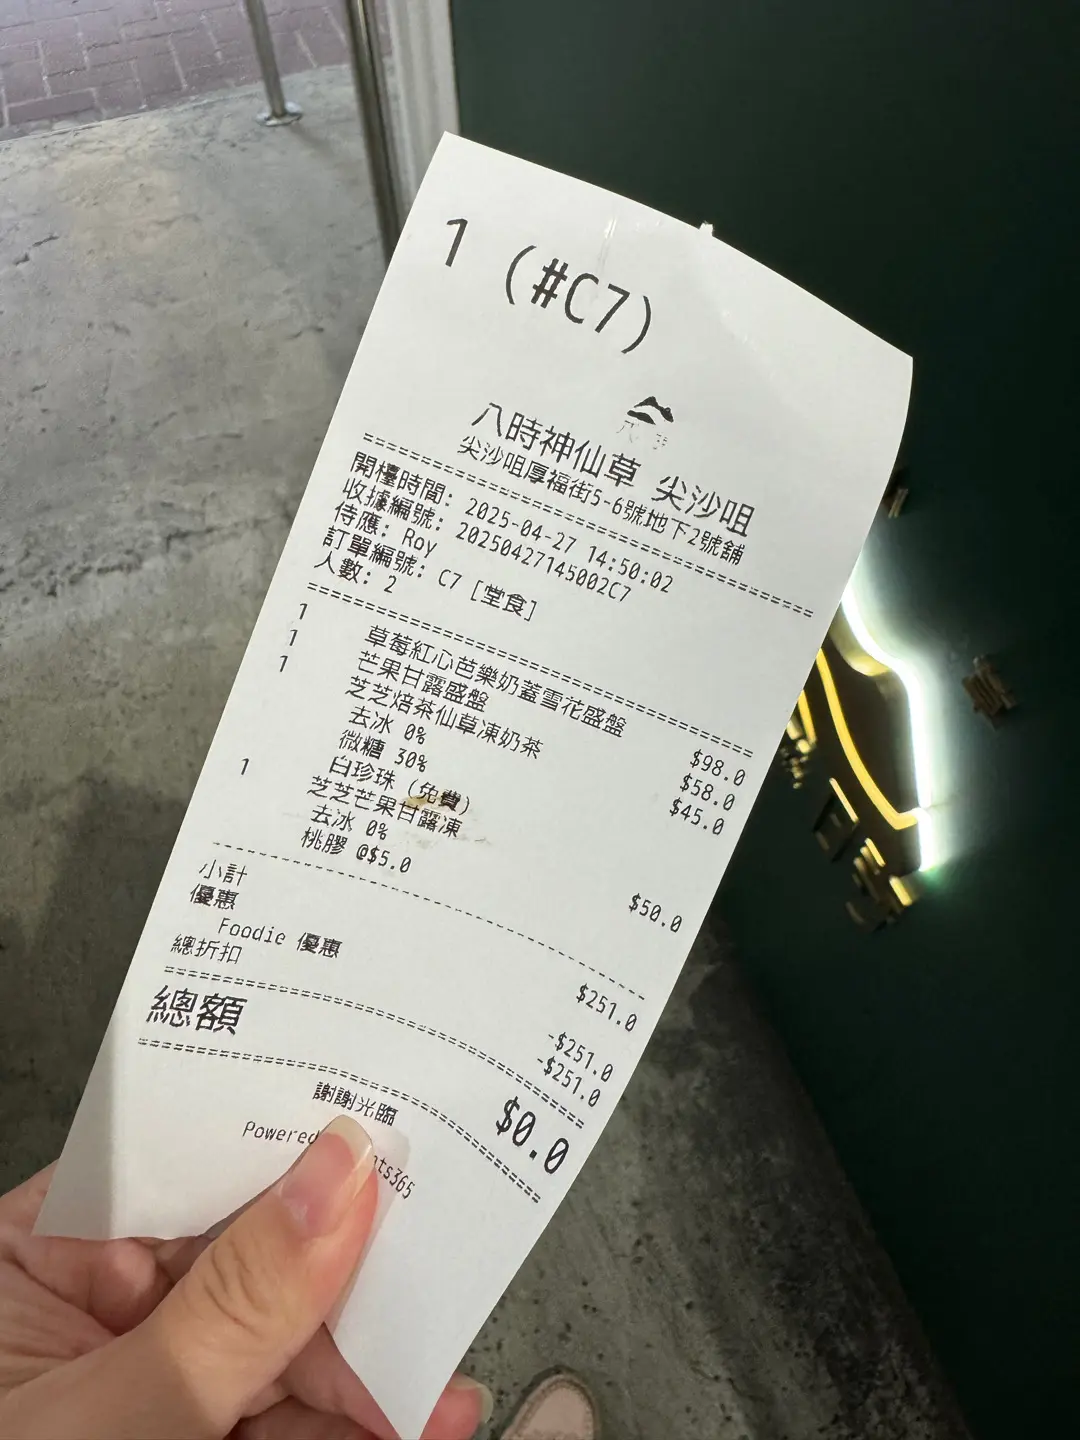 1 (#C7)
八時神仙草 尖沙咀
尖沙咀厚福街5-6號地下2號舖
開檯時間: 2025-04-27 14:50:02
收據編號: 20250427145002C7
侍應: Roy
訂單編號: C7 [堂食]
人數: 2
1 草莓紅心芭樂奶蓋雪花盛盤 $98.0
1 芒果甘露盛盤 $58.0
1 芝芝焙茶仙草凍奶茶 $45.0
去冰 0%
微糖 30%
白珍珠 (免費)
1 芝芝芒果甘露凍 $50.0
去冰 0%
桃膠 @$5.0
小計 $251.0
優惠
Foodie 優惠 -$251.0
總折扣 -$251.0
總額 $0.0
謝謝光臨
Powered